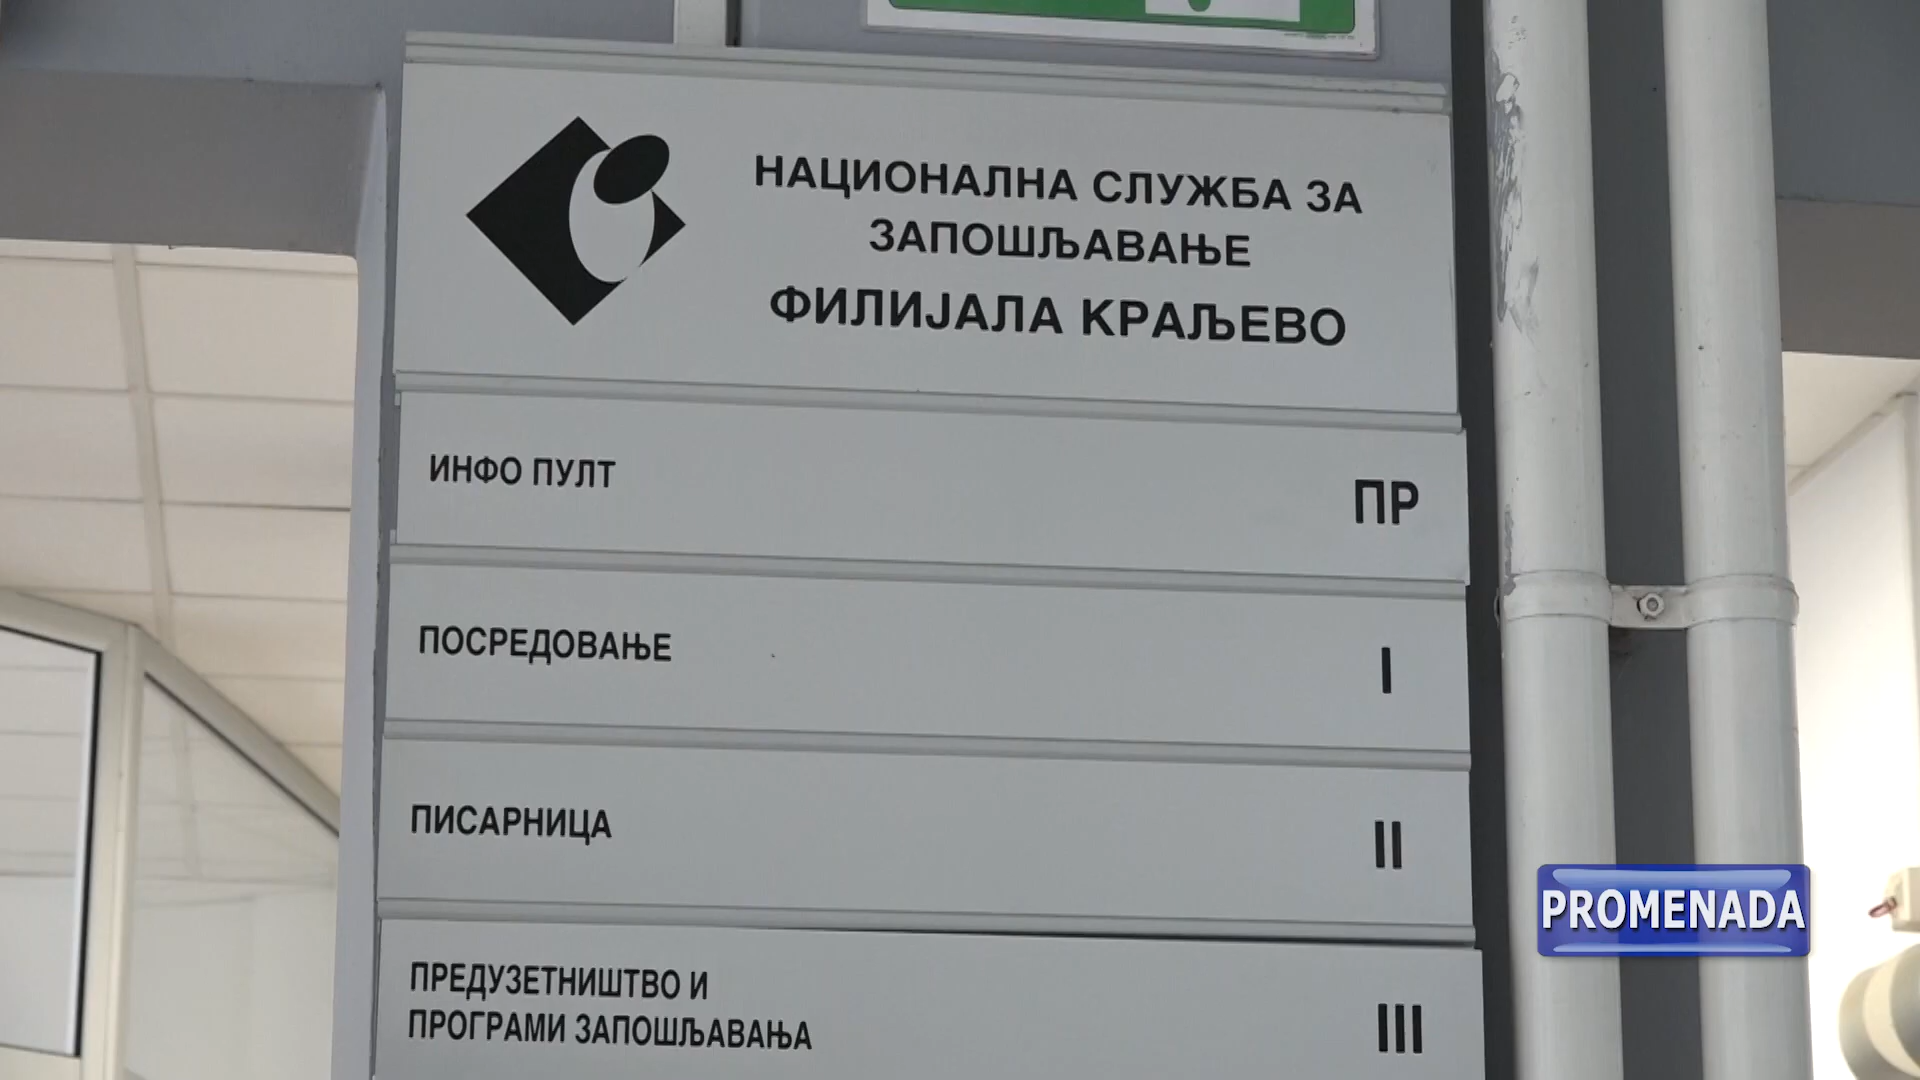 НАЦИОНАЛНА СЛУЖБА ЗА
ЗАПОШЉАВАЊЕ
ФИЛИЈАЛА КРАЉЕВО
ИНФО ПУЛТ ПР
ПОСРЕДОВАЊЕ I
ПИСАРНИЦА II
ПРЕДУЗЕТНИШТВО И
ПРОГРАМИ ЗАПОШЉАВАЊА III
PROMENADA